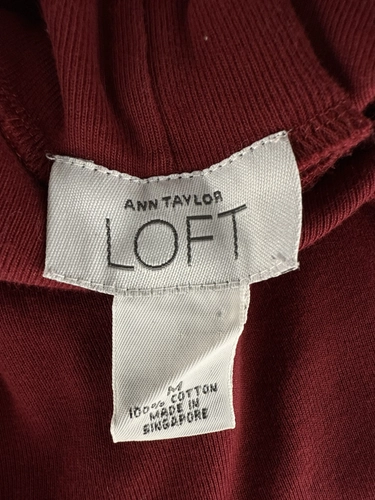 ANN TAYLOR
LOFT
M
100% COTTON
MADE IN
SINGAPORE